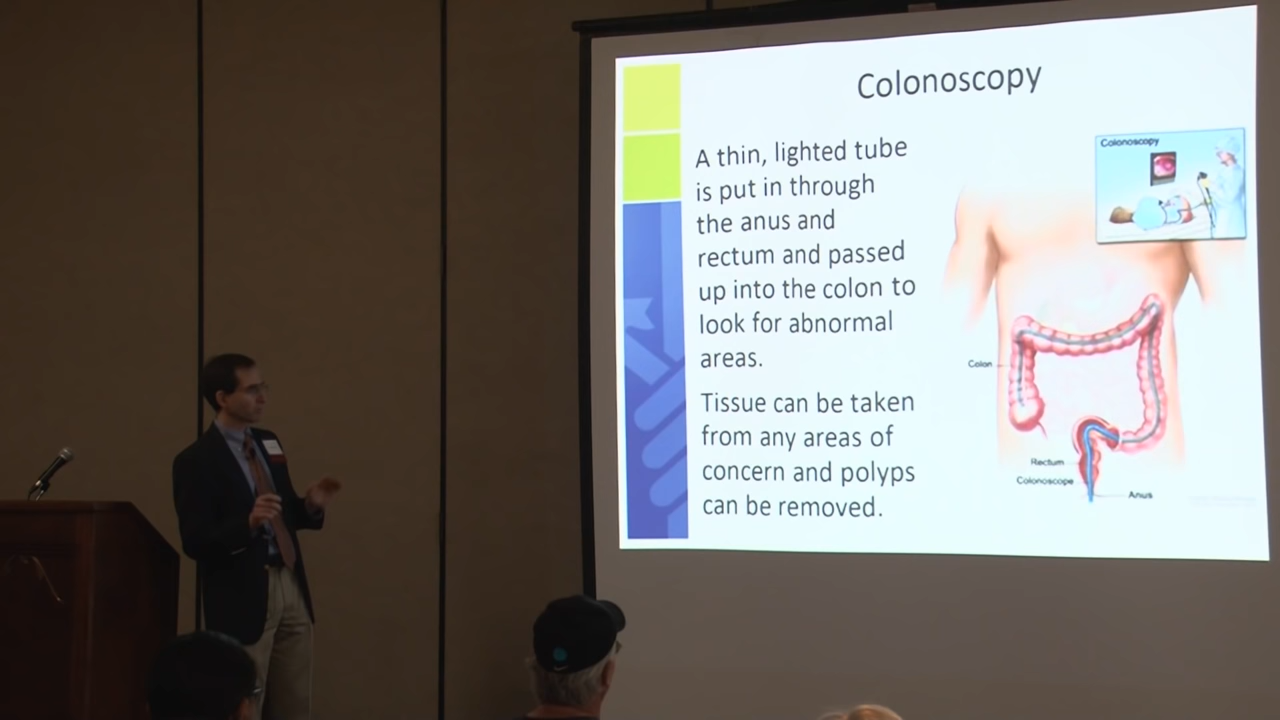 Colonoscopy
A thin, lighted tube
is put in through
the anus and
rectum and passed
up into the colon to
look for abnormal
areas.
Tissue can be taken
from any areas of
concern and polyps
can be removed.
Colonoscopy
Colon
Rectum
Colonoscope
Anus